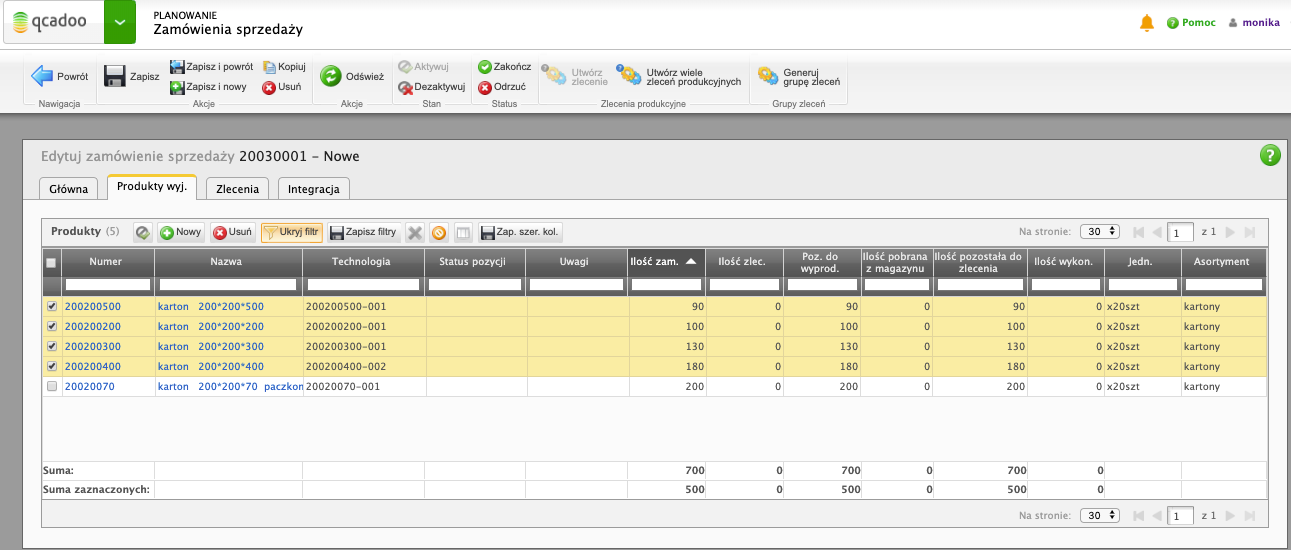 qcadoo
PLANOWANIE
Zamówienia sprzedaży
Pomoc
monika
Powrót
Nawigacja
Zapisz
Zapisz i powrót
Kopiuj
Zapisz i nowy
Usuń
Akcje
Odśwież
Akcje
Aktywuj
Dezaktywuj
Stan
Zakończ
Odrzuć
Status
Utwórz
zlecenie
Utwórz wiele
zleceń produkcyjnych
Zlecenia produkcyjne
Generuj
grupę zleceń
Grupy zleceń
Edytuj zamówienie sprzedaży 20030001 – Nowe
?
Główna Produkty wyj. Zlecenia Integracja
Produkty (5) Nowy Usuń Ukryj filtr Zapisz filtry Zap. szer. kol. Na stronie: 30 1 z 1
Numer Nazwa Technologia Status pozycji Uwagi Ilość zam. Ilość zlec. Poz. do wyprod. Ilość pobrana z magazynu Ilość pozostała do zlecenia Ilość wykon. Jedn. Asortyment
200200500 karton 200*200*500 200200500-001 90 0 90 0 90 0 x20szt kartony
200200200 karton 200*200*200 200200200-001 100 0 100 0 100 0 x20szt kartony
200200300 karton 200*200*300 200200300-001 130 0 130 0 130 0 x20szt kartony
200200400 karton 200*200*400 200200400-002 180 0 180 0 180 0 x20szt kartony
20020070 karton 200*200*70 paczkon 20020070-001 200 0 200 0 200 0 x20szt kartony
Suma: 700 0 700 0 700 0
Suma zaznaczonych: 500 0 500 0 500 0
Na stronie: 30 1 z 1